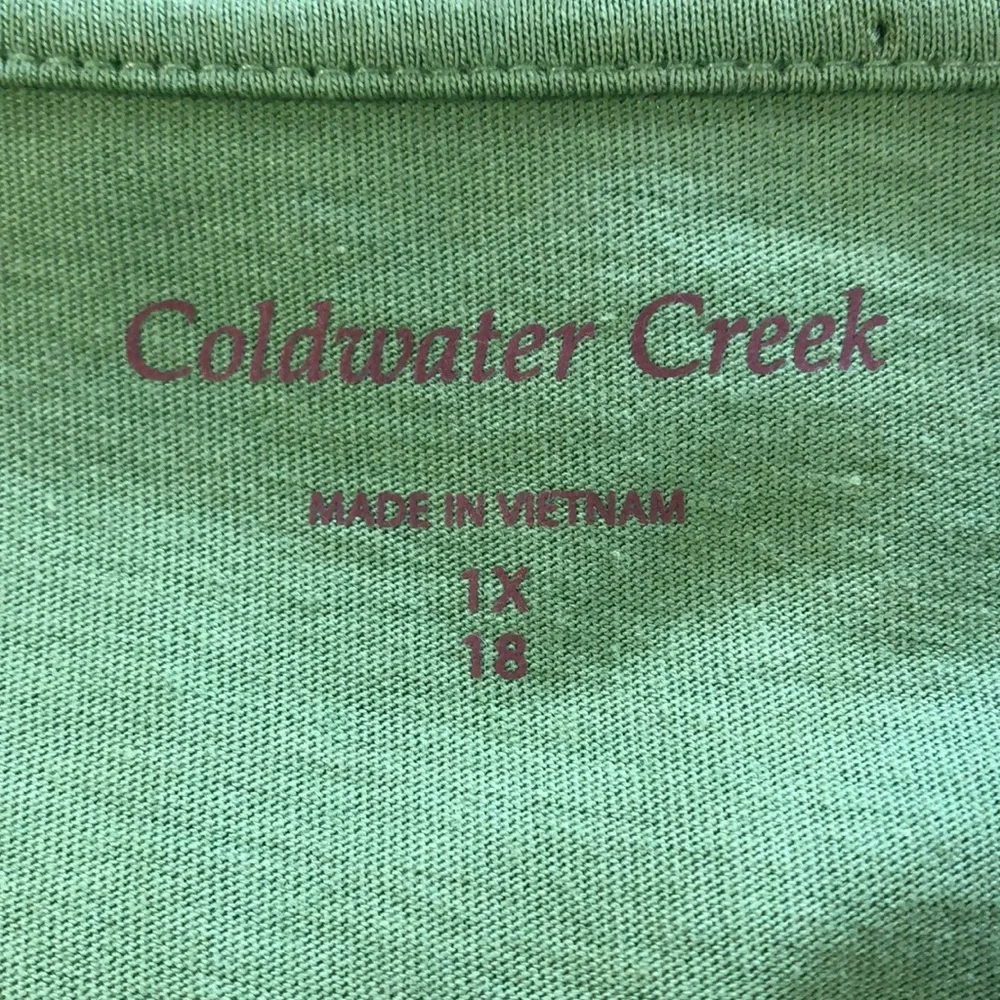 Coldwater Creek
MADE IN VIETNAM
1X
18